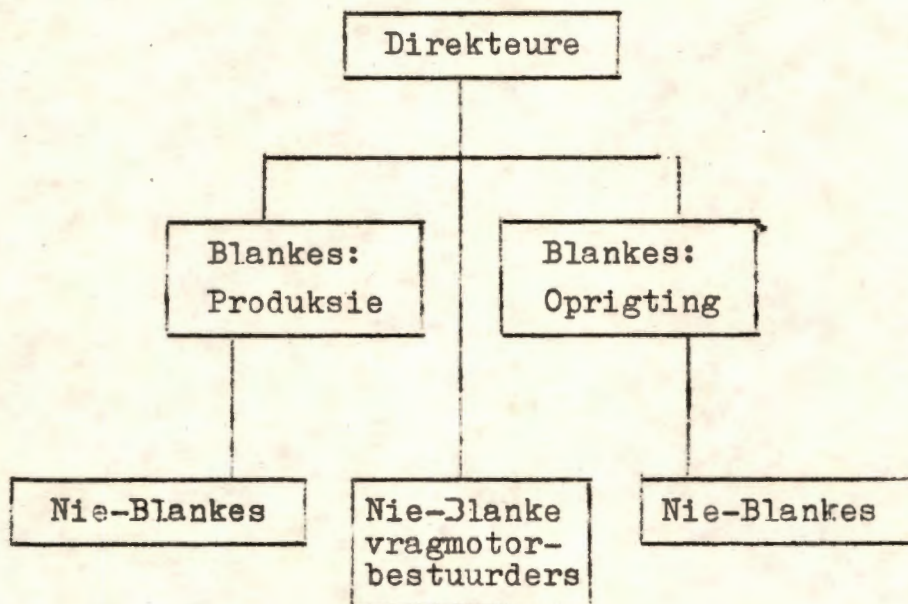 Direkteure
Blankes:
Produksie
Blankes:
Oprigting
Nie-Blankes
Nie-Blanke
vragmotor-
bestuurders
Nie-Blankes